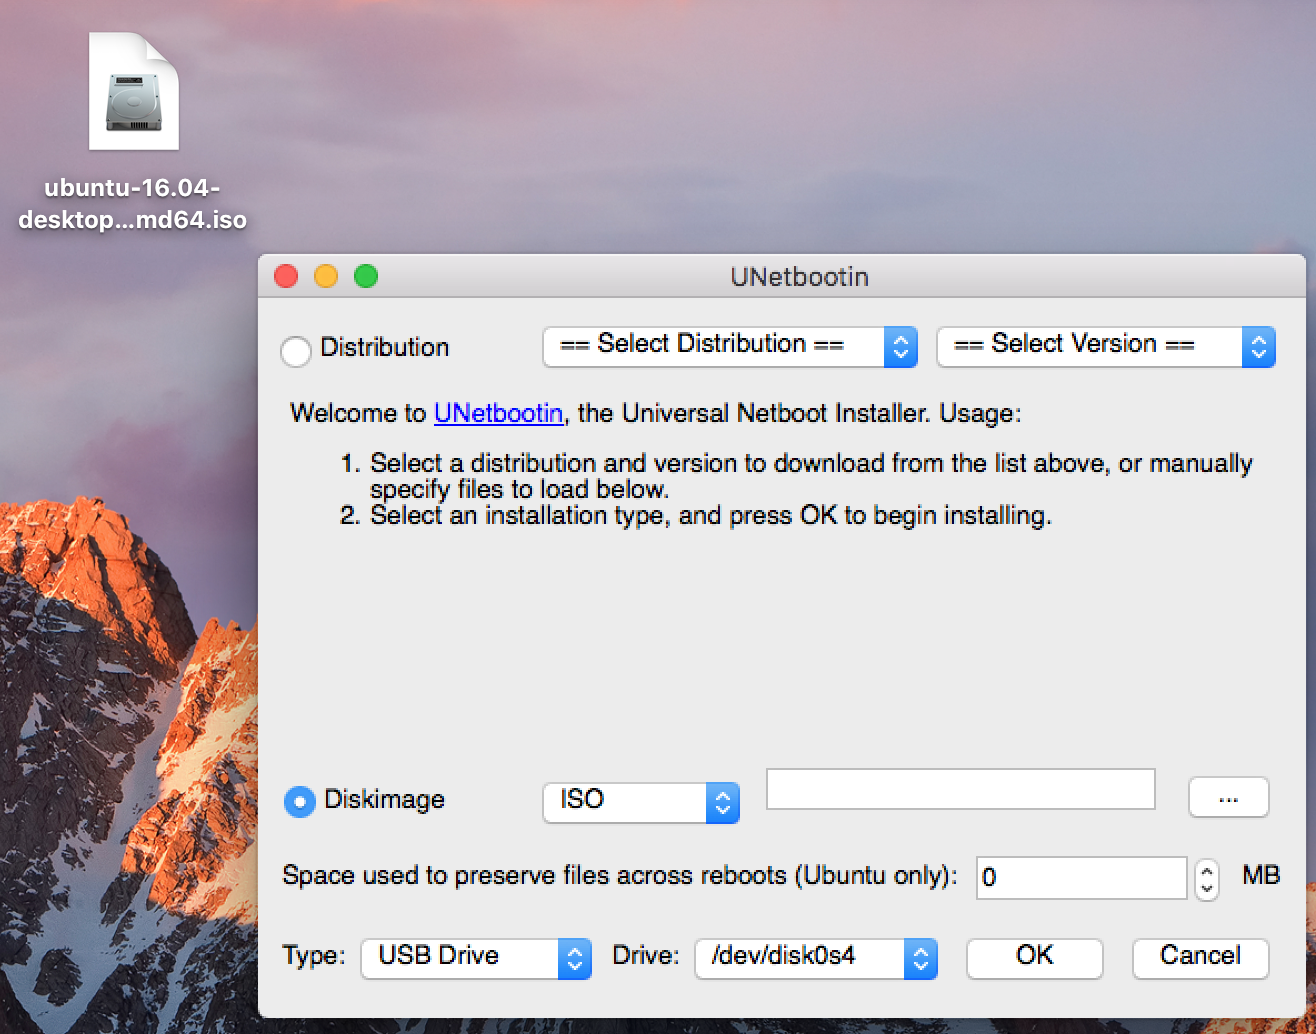 ubuntu-16.04-
desktop...md64.iso
UNetbootin
Distribution
== Select Distribution ==
== Select Version ==
Welcome to UNetbootin, the Universal Netboot Installer. Usage:
1. Select a distribution and version to download from the list above, or manually
specify files to load below.
2. Select an installation type, and press OK to begin installing.
Diskimage
ISO
...
Space used to preserve files across reboots (Ubuntu only):
0
MB
Type:
USB Drive
Drive:
/dev/disk0s4
OK
Cancel